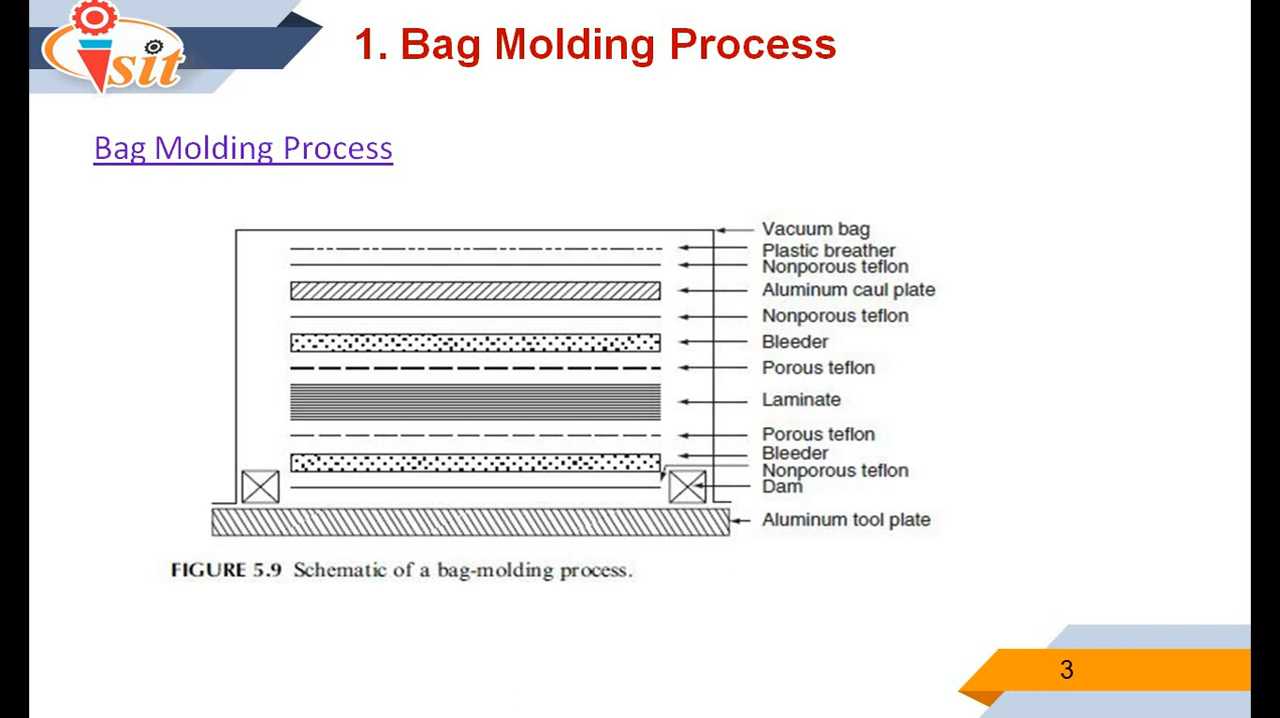 sit
1. Bag Molding Process
Bag Molding Process
Vacuum bag
Plastic breather
Nonporous teflon
Aluminum caul plate
Nonporous teflon
Bleeder
Porous teflon
Laminate
Porous teflon
Bleeder
Nonporous teflon
Dam
Aluminum tool plate
FIGURE 5.9 Schematic of a bag-molding process.
3